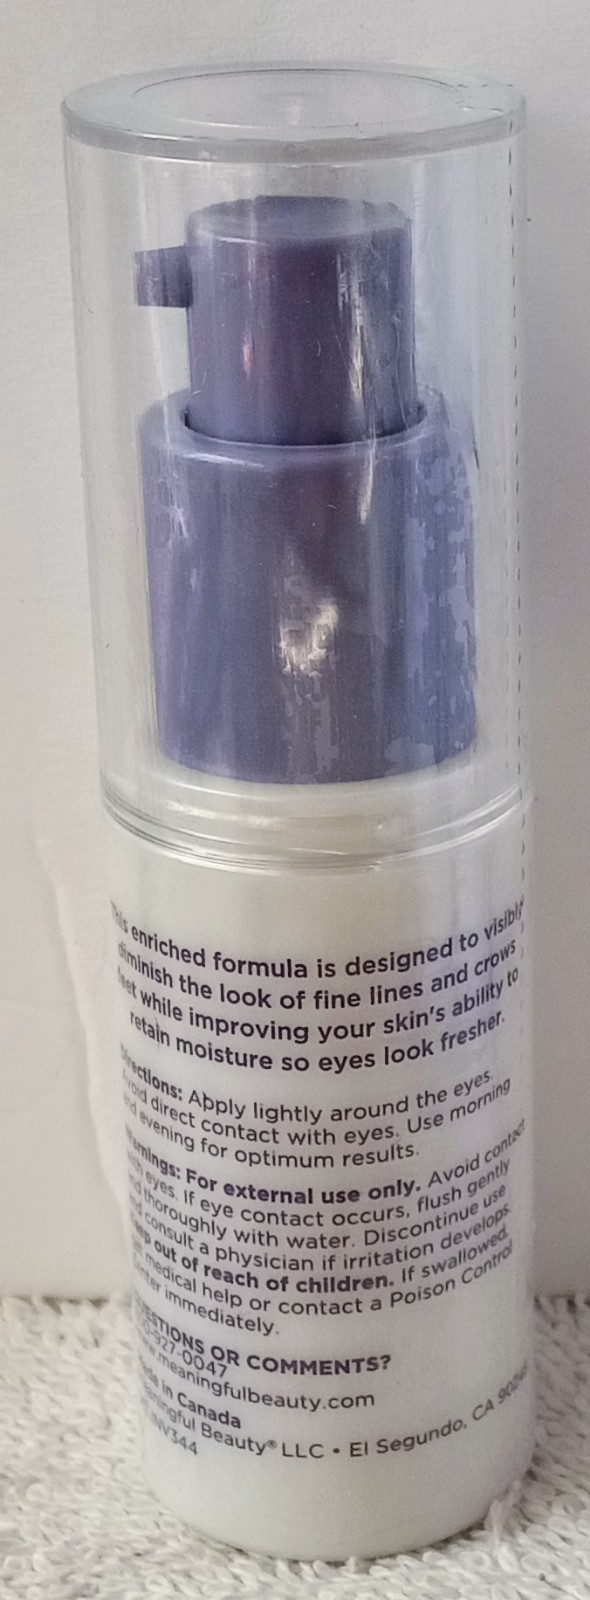 This enriched formula is designed to visibly
diminish the look of fine lines and crows
feet while improving your skin's ability to
retain moisture so eyes look fresher.
Directions: Apply lightly around the eyes.
Avoid direct contact with eyes. Use morning
and evening for optimum results.
Warnings: For external use only. Avoid contact
with eyes. If eye contact occurs, flush gently
and thoroughly with water. Discontinue use
and consult a physician if irritation develops.
Keep out of reach of children. If swallowed,
medical help or contact a Poison Control
Center immediately.
QUESTIONS OR COMMENTS?
927-0047
www.meaningfulbeauty.com
Made in Canada
Meaningful Beauty® LLC • El Segundo, CA
INV344